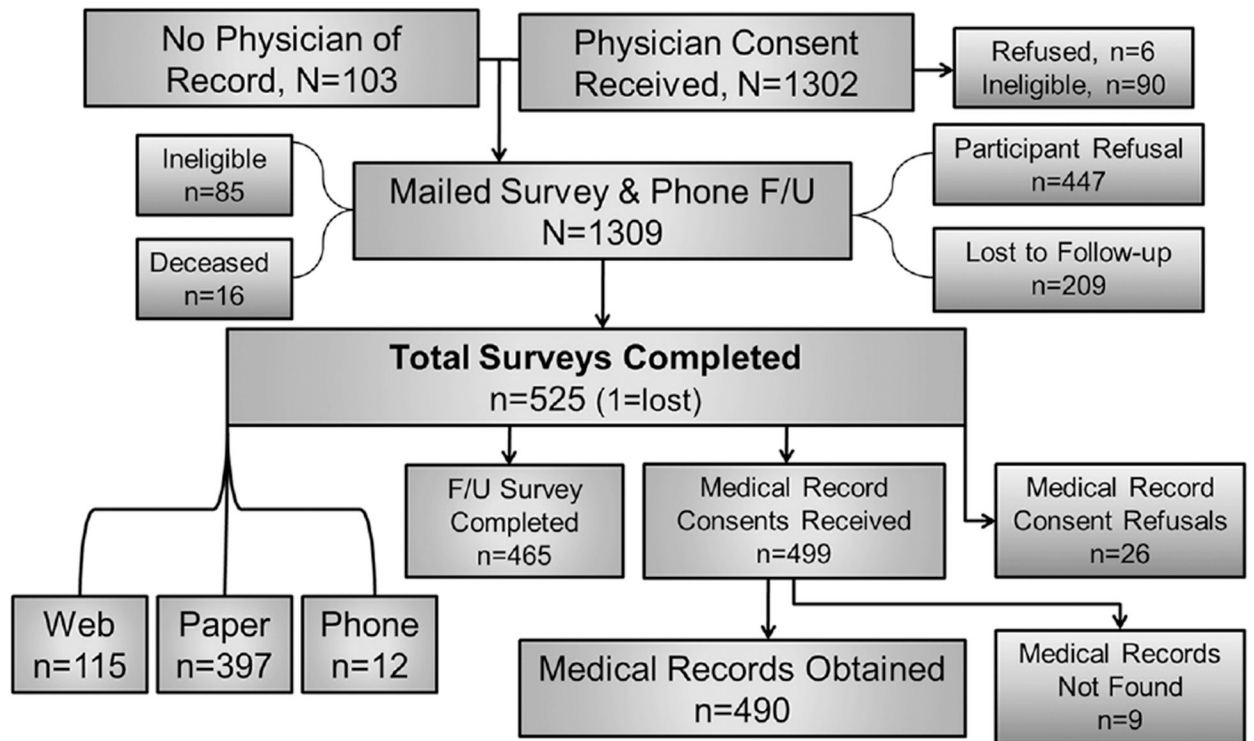 No Physician of
Record, N=103
Physician Consent
Received, N=1302
Refused, n=6
Ineligible, n=90
Ineligible
n=85
Deceased
n=16
Mailed Survey & Phone F/U
N=1309
Participant Refusal
n=447
Lost to Follow-up
n=209
Total Surveys Completed
n=525 (1=lost)
F/U Survey
Completed
n=465
Medical Record
Consents Received
n=499
Medical Record
Consent Refusals
n=26
Web
n=115
Paper
n=397
Phone
n=12
Medical Records Obtained
n=490
Medical Records
Not Found
n=9